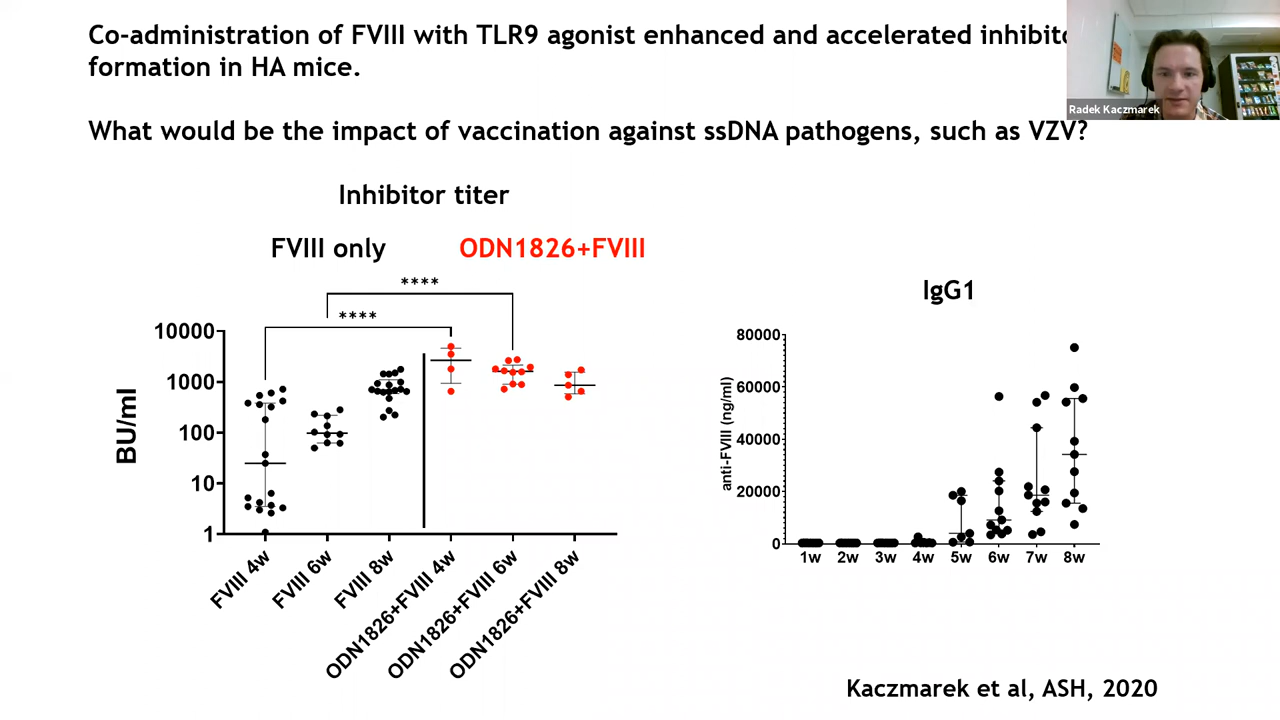 Co-administration of FVIII with TLR9 agonist enhanced and accelerated
formation in HA mice.
Radek Kaczmarek
What would be the impact of vaccination against ssDNA pathogens, such as VZV?
Inhibitor titer
FVIII only
ODN1826+FVIII
****
****
BU/ml
10000
1000
100
10
1
FVIII 4w
FVIII 6w
FVIII 8w
ODN1826+FVIII 4w
ODN1826+FVIII 6w
ODN1826+FVIII 8w
IgG1
anti-FVIII (ng/ml)
80000
60000
40000
20000
0
1w 2w 3w 4w 5w 6w 7w 8w
Kaczmarek et al, ASH, 2020